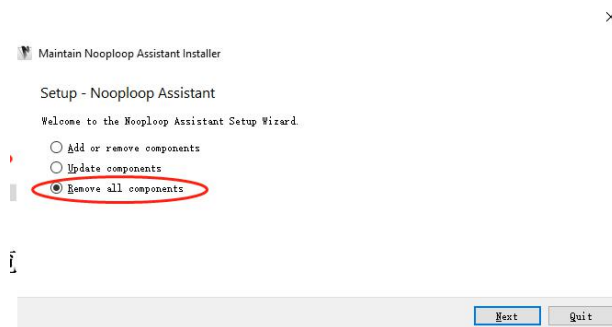 Maintain Nooploop Assistant Installer
Setup - Nooploop Assistant
Welcome to the Nooploop Assistant Setup Wizard.
Add or remove components
Update components
Remove all components
Next
Quit